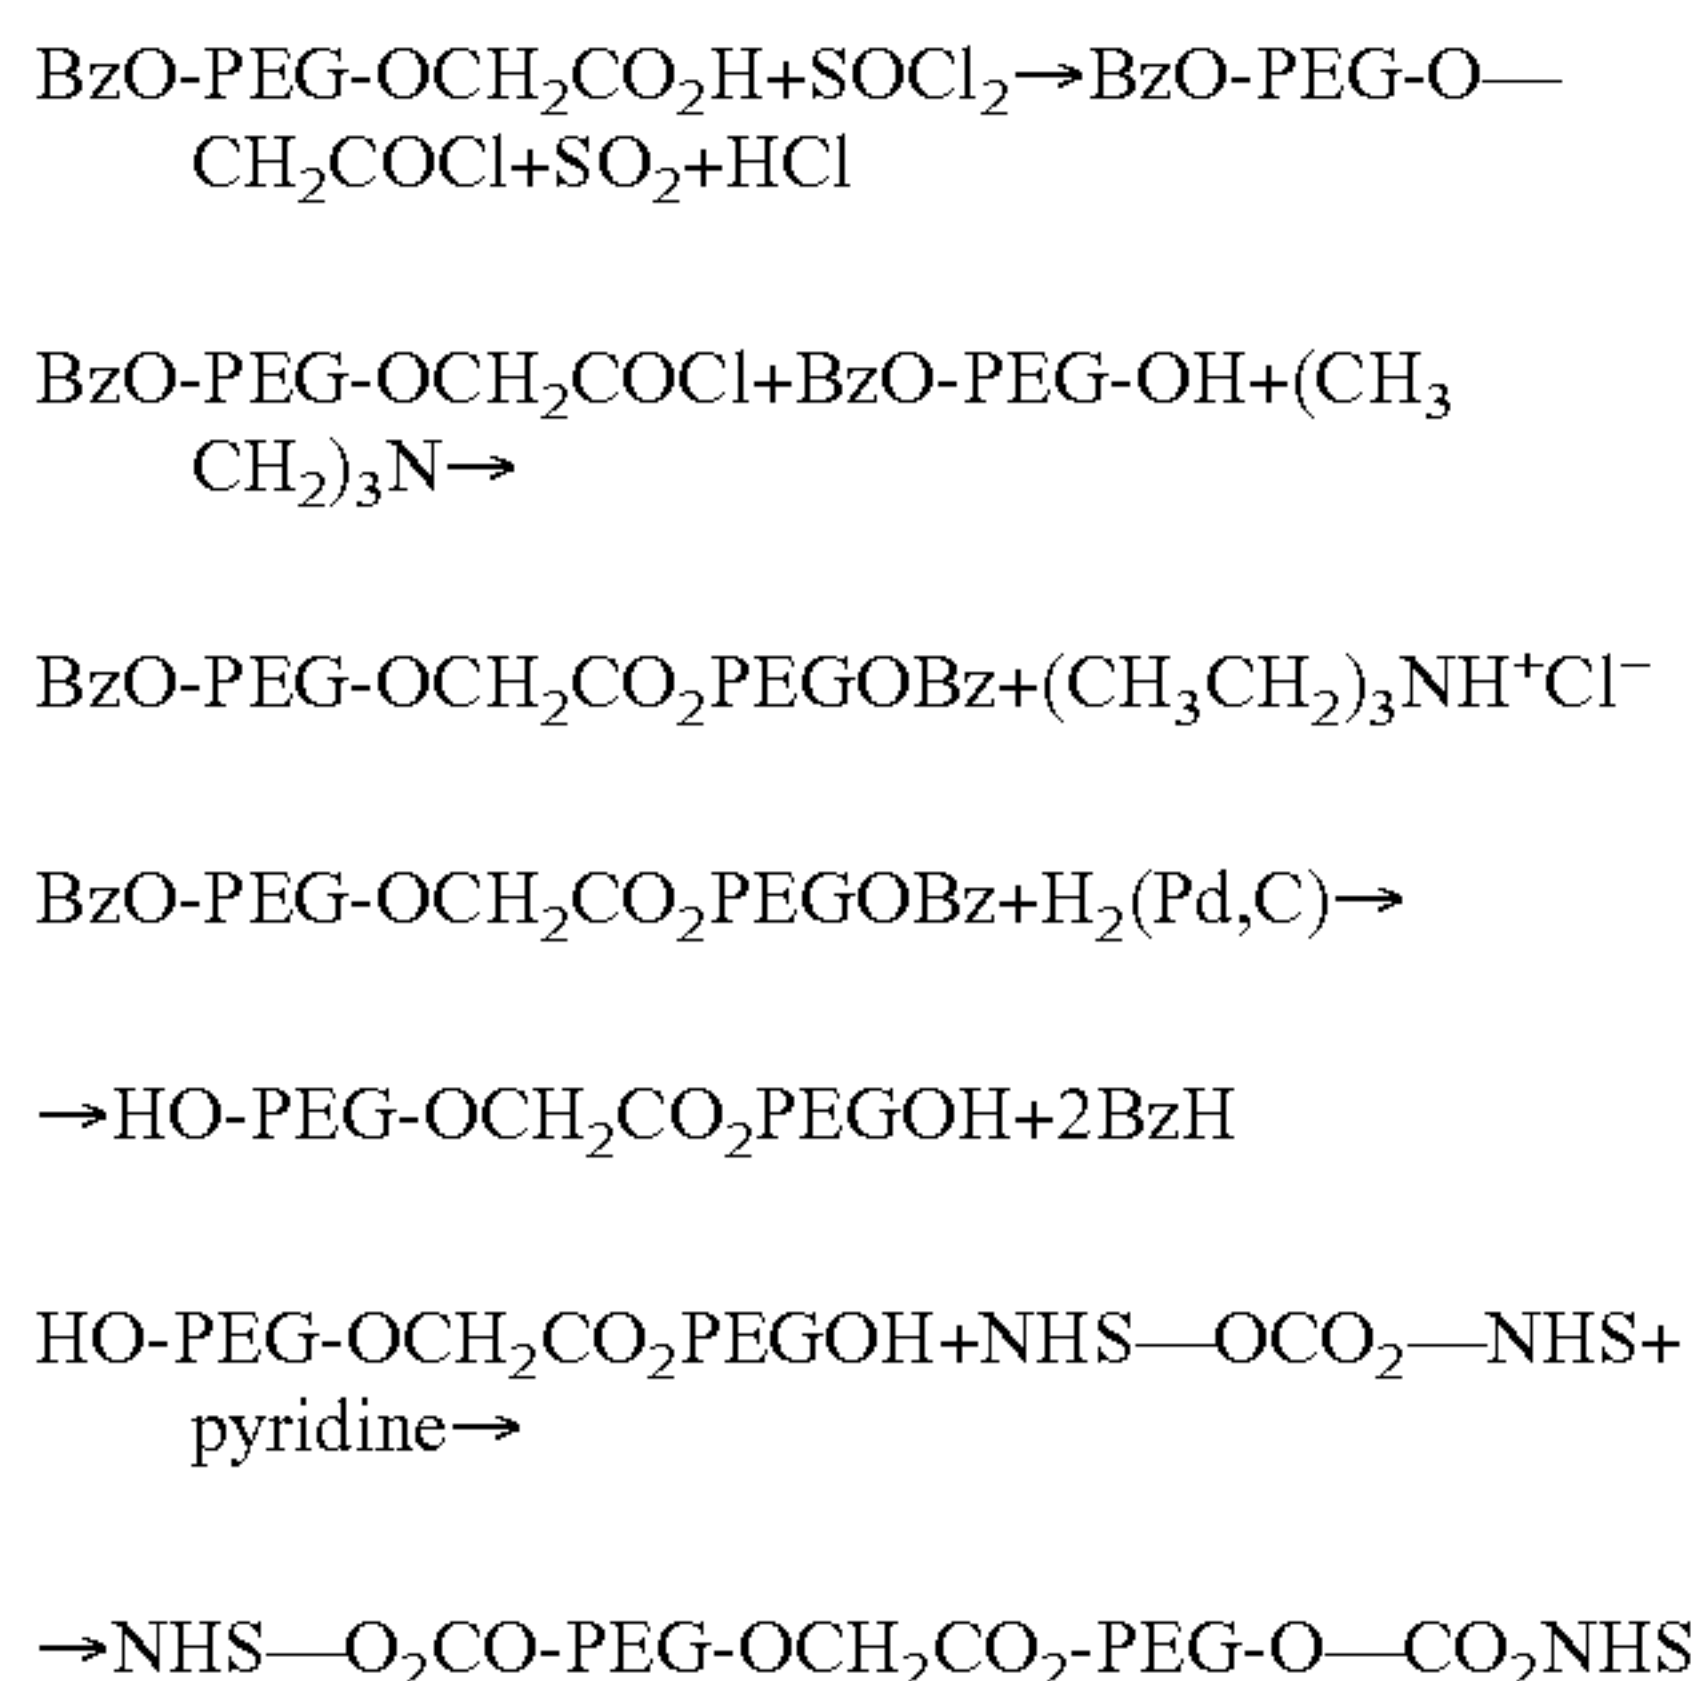 BzO-PEG-OCH₂CO₂H+SOCl₂→BzO-PEG-O—
CH₂COCl+SO₂+HCl
BzO-PEG-OCH₂COCl+BzO-PEG-OH+(CH₃
CH₂)₃N→
BzO-PEG-OCH₂CO₂PEGOBz+(CH₃CH₂)₃NH⁺Cl⁻
BzO-PEG-OCH₂CO₂PEGOBz+H₂(Pd,C)→
→HO-PEG-OCH₂CO₂PEGOH+2BzH
HO-PEG-OCH₂CO₂PEGOH+NHS—OCO₂—NHS+
pyridine→
→NHS—O₂CO-PEG-OCH₂CO₂-PEG-O—CO₂NHS